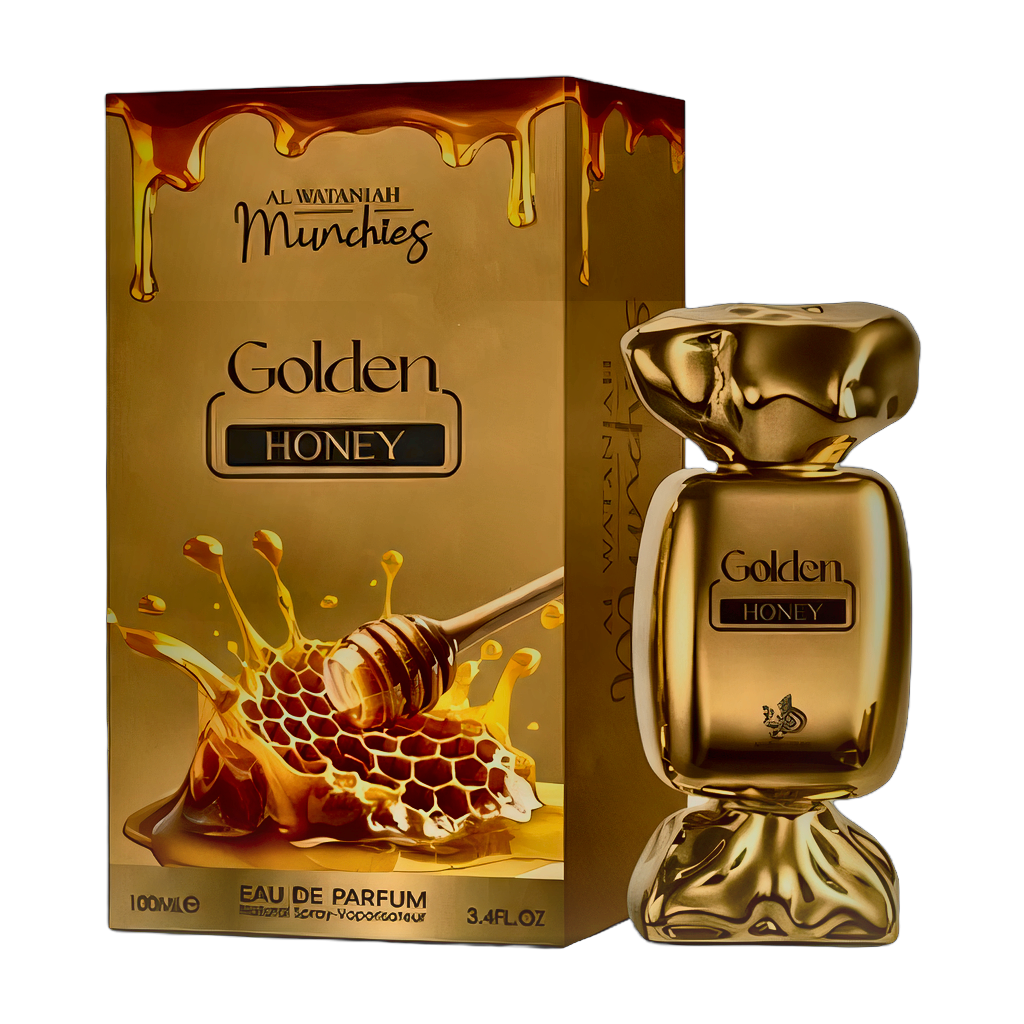 AL WATANIAH
Munchies
Golden
HONEY
100ML℮
EAU DE PARFUM
3.4FL.OZ
AL WATANIAH
Munchies
Golden
HONEY